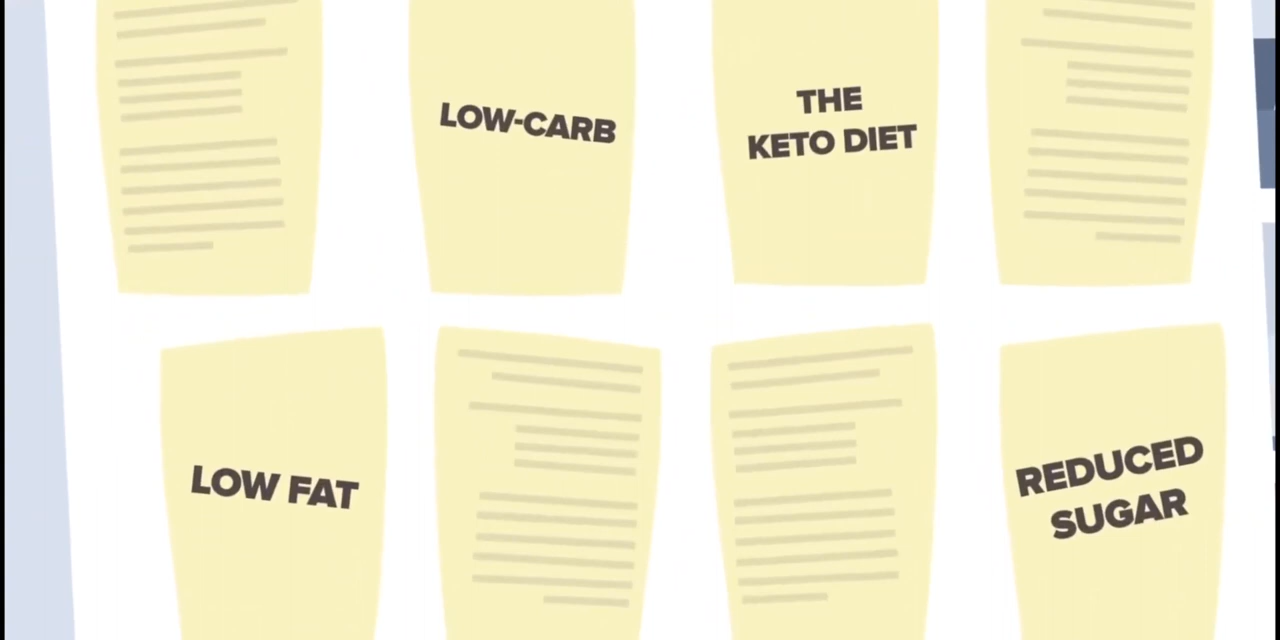 LOW-CARB
THE
KETO DIET
LOW FAT
REDUCED
SUGAR